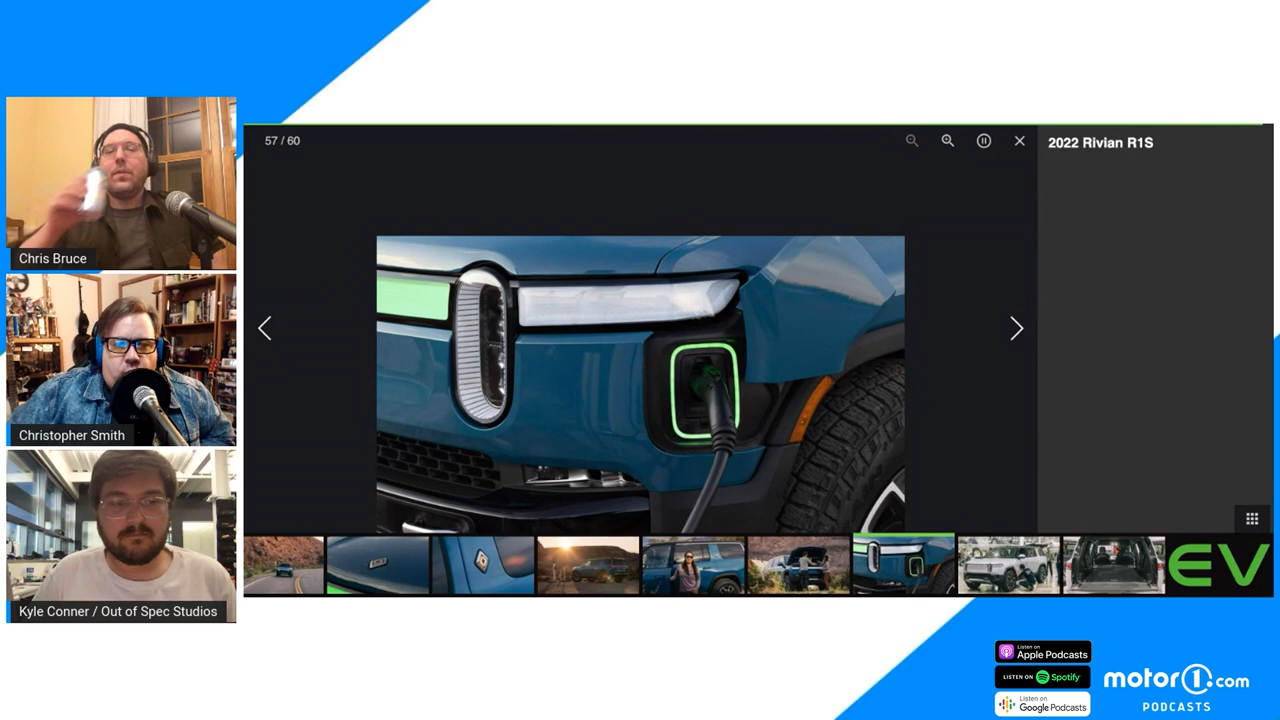 57 / 60
2022 Rivian R1S
Chris Bruce
Christopher Smith
Kyle Conner / Out of Spec Studios
EV
Listen on
Apple Podcasts
LISTEN ON
Spotify
Listen on
Google Podcasts
motor1.com
PODCASTS